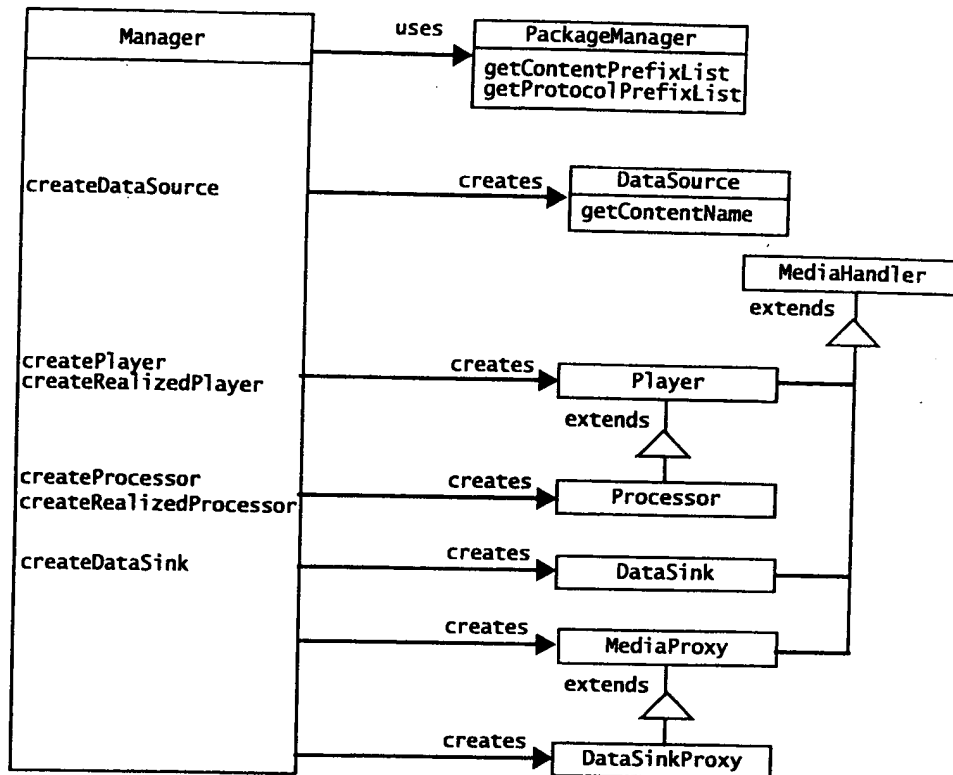 Manager
uses
PackageManager
getContentPrefixList
getProtocolPrefixList
createDataSource
creates
DataSource
getContentName
MediaHandler
extends
createPlayer
createRealizedPlayer
creates
Player
extends
createProcessor
createRealizedProcessor
creates
Processor
createDataSink
creates
DataSink
creates
MediaProxy
extends
creates
DataSinkProxy